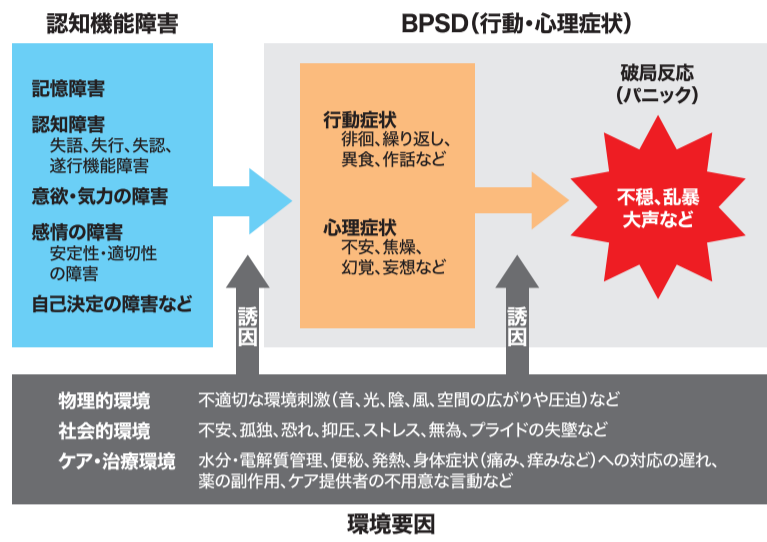 認知機能障害
BPSD(行動・心理症状)
記憶障害
認知障害
失語、失行、失認、
遂行機能障害
意欲・気力の障害
感情の障害
安定性・適切性
の障害
自己決定の障害など
行動症状
徘徊、繰り返し、
異食、作話など
心理症状
不安、焦燥、
幻覚、妄想など
破局反応
(パニック)
不穏、乱暴
大声など
誘因
誘因
物理的環境 不適切な環境刺激(音、光、陰、風、空間の広がりや圧迫)など
社会的環境 不安、孤独、恐れ、抑圧、ストレス、無為、プライドの失墜など
ケア・治療環境 水分・電解質管理、便秘、発熱、身体症状(痛み、痒みなど)への対応の遅れ、
薬の副作用、ケア提供者の不用意な言動など
環境要因